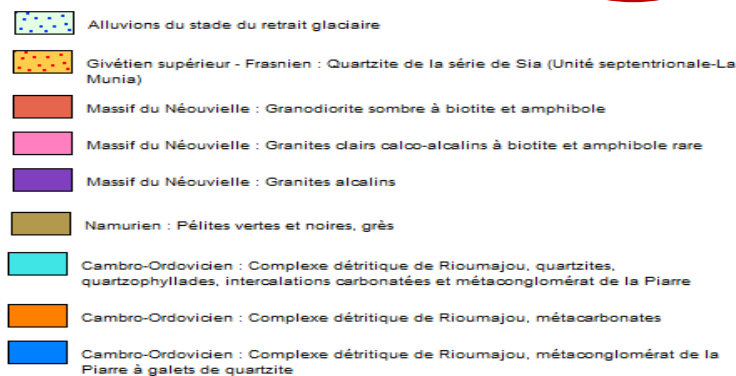 Alluvions du stade du retrait glaciaire
Givétien supérieur - Frasnien : Quartzite de la série de Sia (Unité septentrionale-La
Munia)
Massif du Néouvielle : Granodiorite sombre à biotite et amphibole
Massif du Néouvielle : Granites clairs calco-alcalins à biotite et amphibole rare
Massif du Néouvielle : Granites alcalins
Namurien : Pélites vertes et noires, grès
Cambro-Ordovicien : Complexe détritique de Rioumajou, quartzites,
quartzophyllades, intercalations carbonatées et métaconglomérat de la Piarre
Cambro-Ordovicien : Complexe détritique de Rioumajou, métacarbonates
Cambro-Ordovicien : Complexe détritique de Rioumajou, métaconglomérat de la
Piarre à galets de quartzite